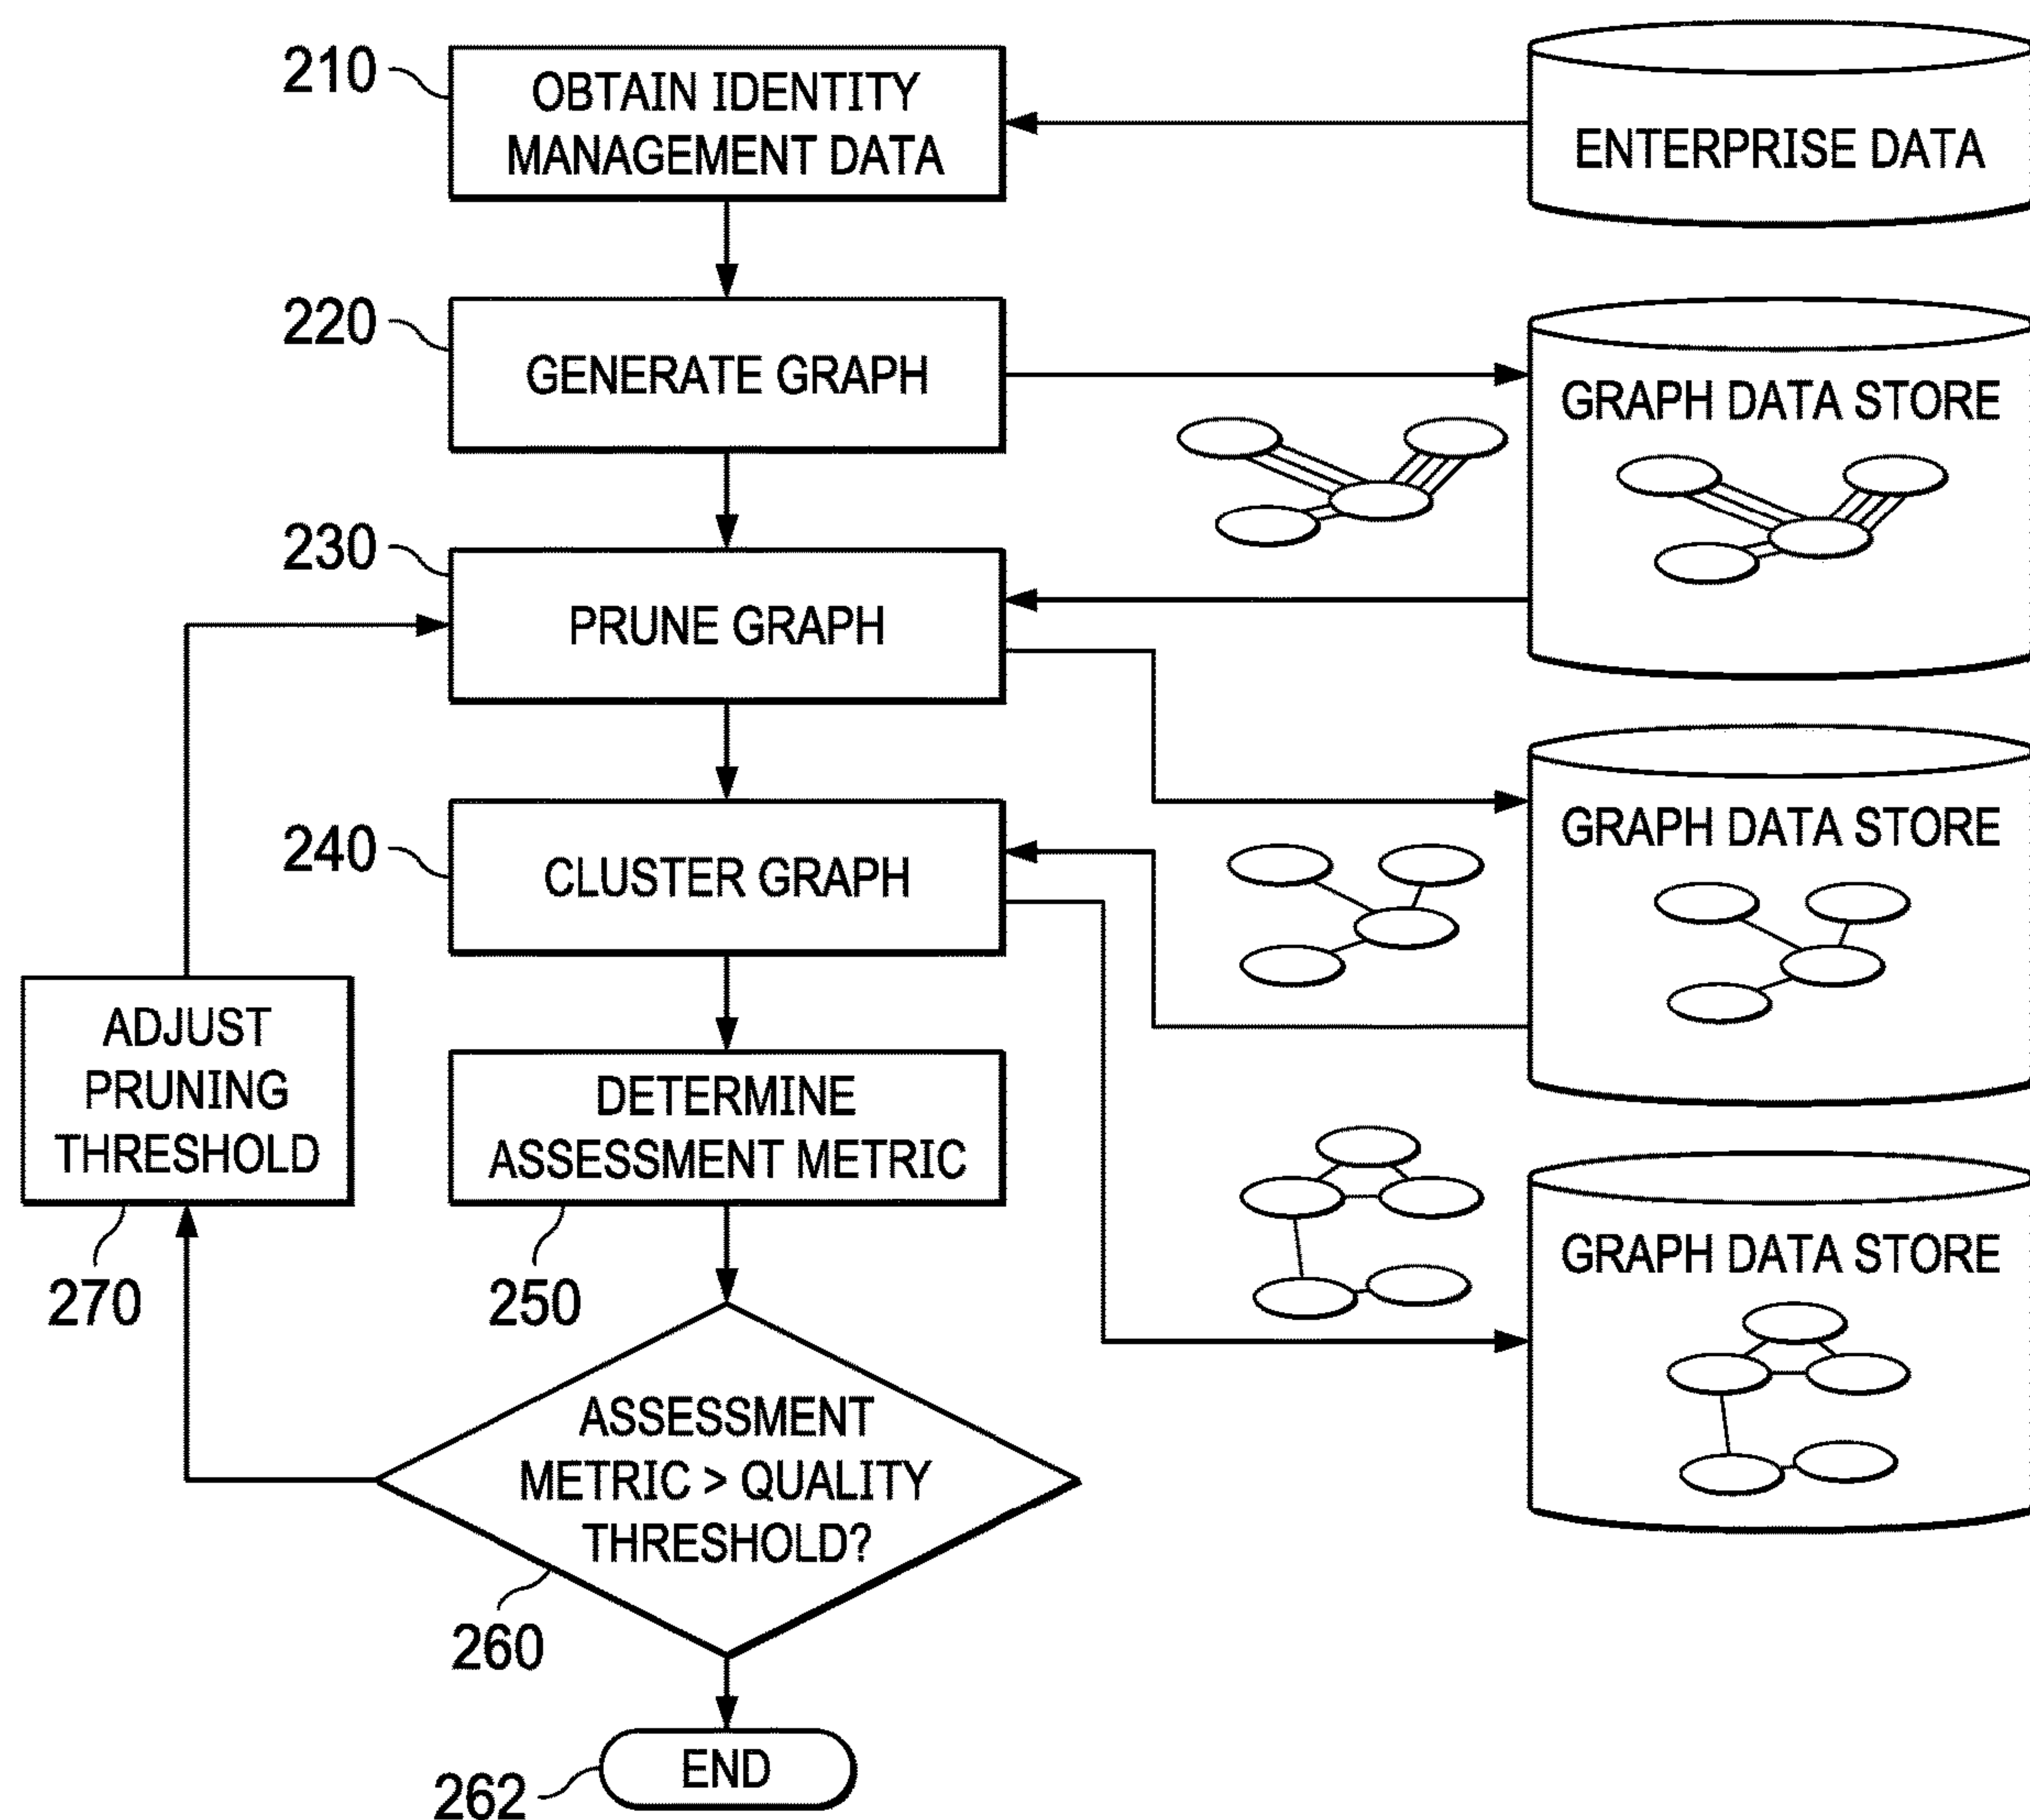 210
OBTAIN IDENTITY
MANAGEMENT DATA
ENTERPRISE DATA
220
GENERATE GRAPH
GRAPH DATA STORE
230
PRUNE GRAPH
240
CLUSTER GRAPH
GRAPH DATA STORE
ADJUST
PRUNING
THRESHOLD
270
DETERMINE
ASSESSMENT METRIC
250
GRAPH DATA STORE
ASSESSMENT
METRIC > QUALITY
THRESHOLD?
260
END
262